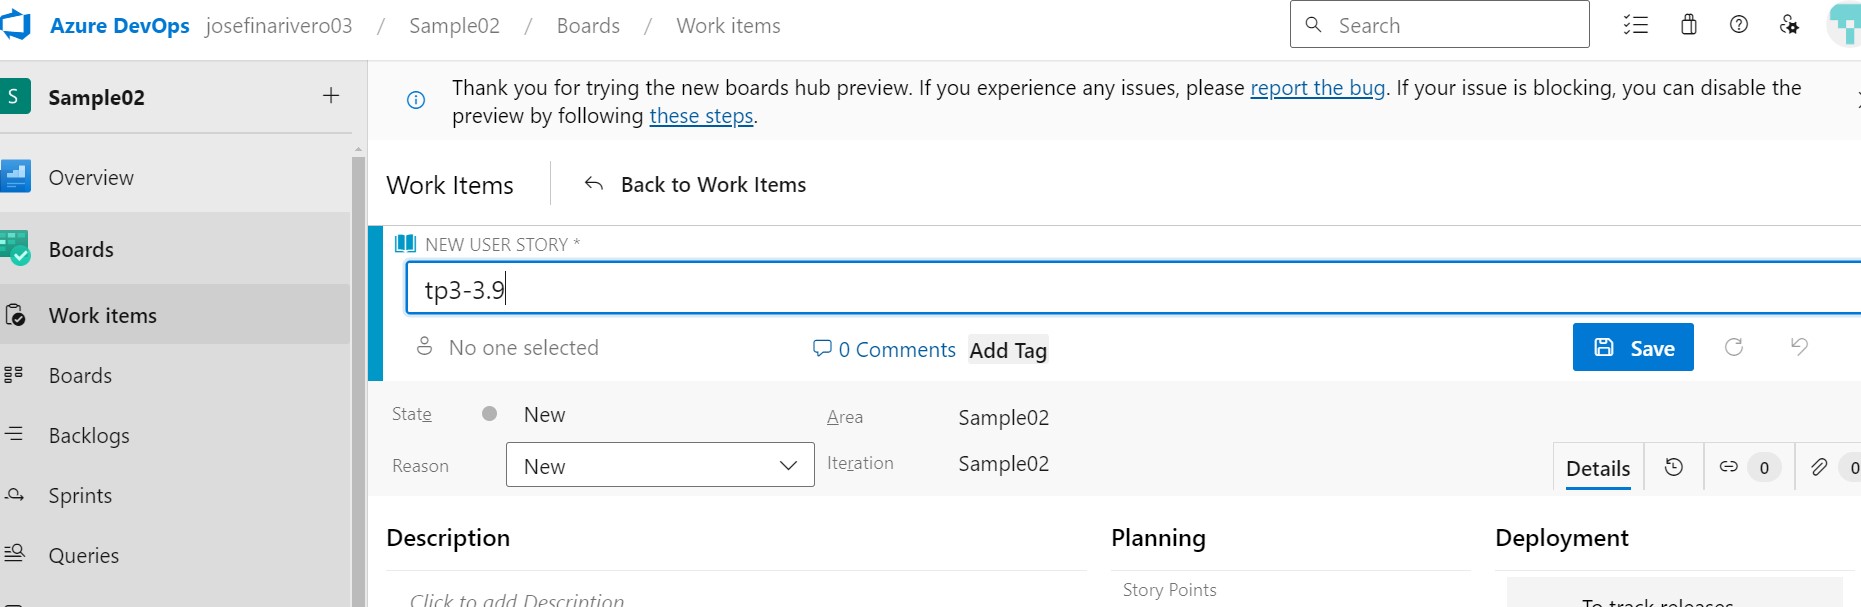 Azure DevOps josefinarivero03 / Sample02 / Boards / Work items
Search
S Sample02 +
Thank you for trying the new boards hub preview. If you experience any issues, please report the bug. If your issue is blocking, you can disable the
preview by following these steps.
Overview
Boards
Work items
Boards
Backlogs
Sprints
Queries
Work Items
Back to Work Items
NEW USER STORY *
tp3-3.9
No one selected
0 Comments
Add Tag
Save
State
New
Area
Sample02
Reason
New
Iteration
Sample02
Details
0
0
Description
Planning
Deployment
Click to add Description
Story Points
To track releases